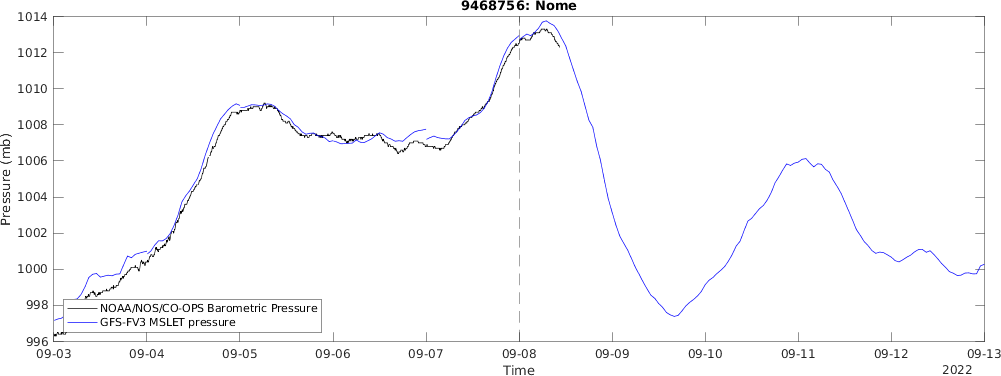 9468756: Nome
1014
1012
1010
1008
1006
1004
1002
1000
998
996
Pressure (mb)
NOAA/NOS/CO-OPS Barometric Pressure
GFS-FV3 MSLET pressure
09-03 09-04 09-05 09-06 09-07 09-08 09-09 09-10 09-11 09-12 09-13
Time
2022